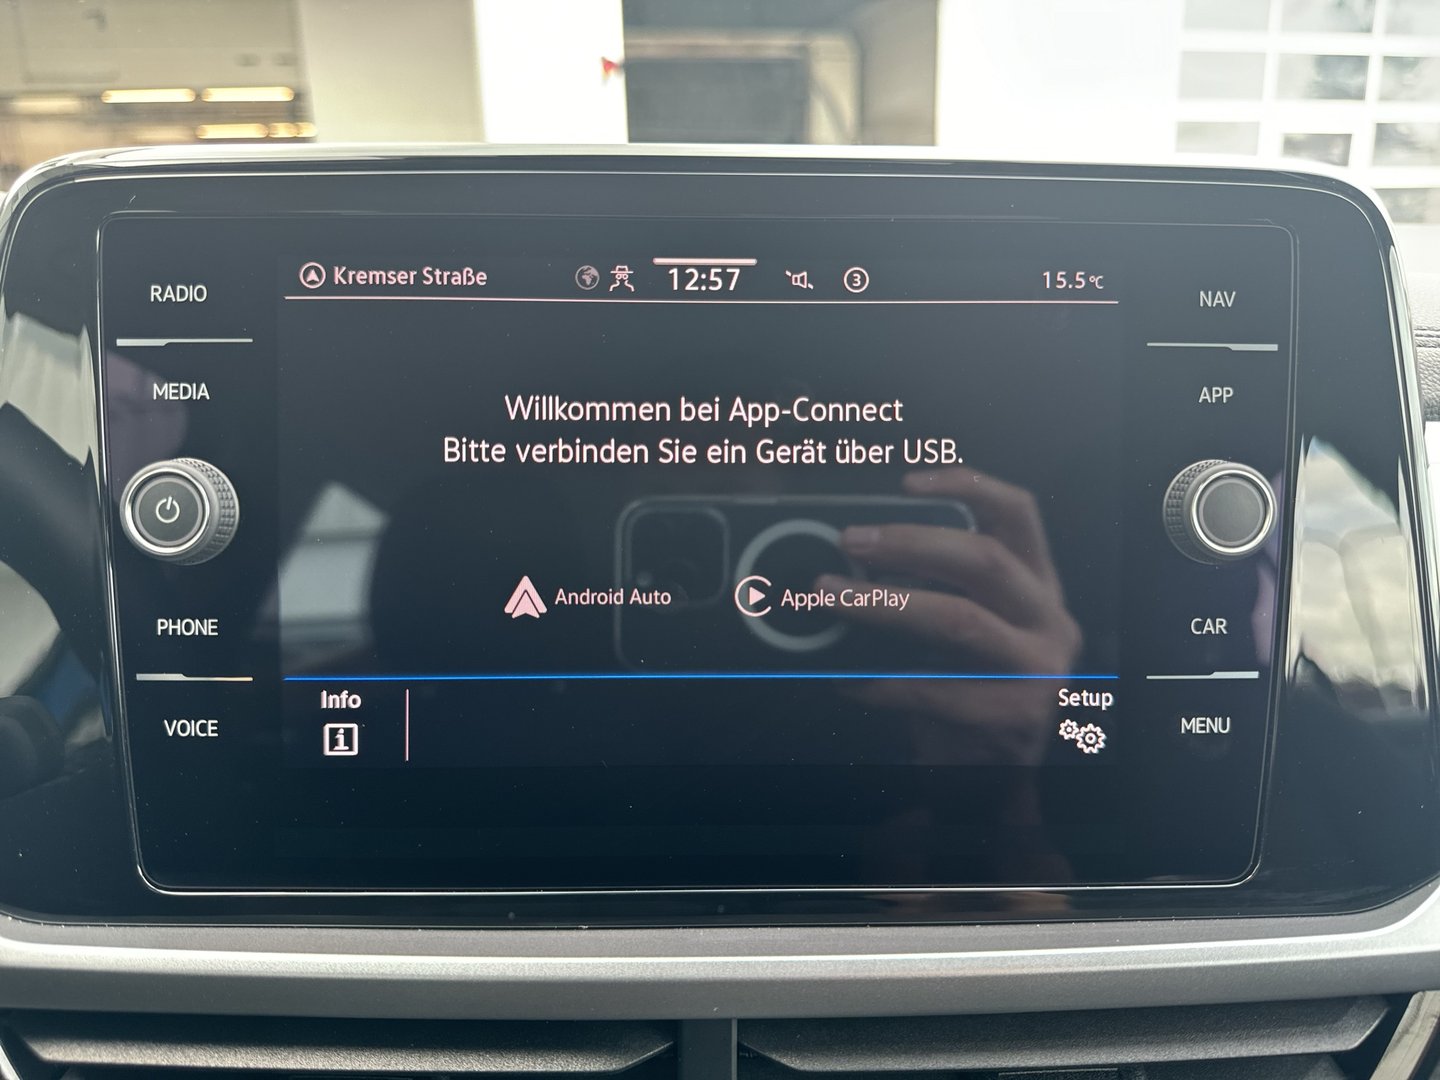 RADIO
MEDIA
PHONE
VOICE
Kremser Straße
12:57
3
15.5°C
Willkommen bei App-Connect
Bitte verbinden Sie ein Gerät über USB.
Android Auto
Apple CarPlay
Info
i
Setup
NAV
APP
CAR
MENU